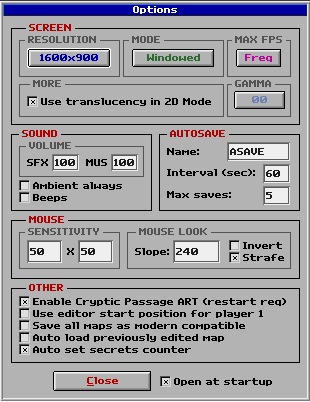 Options
SCREEN
RESOLUTION MODE MAX FPS
1600x900 Windowed Freq
MORE GAMMA
Use translucency in 2D Mode 00
SOUND AUTOSAVE
VOLUME Name: ASAVE
SFX 100 MUS 100 Interval (sec): 60
Ambient always
Beeps Max saves: 5
MOUSE
SENSITIVITY MOUSE LOOK
50 X 50 Slope: 240 Invert
Strafe
OTHER
Enable Cryptic Passage ART (restart req)
Use editor start position for player 1
Save all maps as modern compatible
Auto load previously edited map
Auto set secrets counter
Close Open at startup